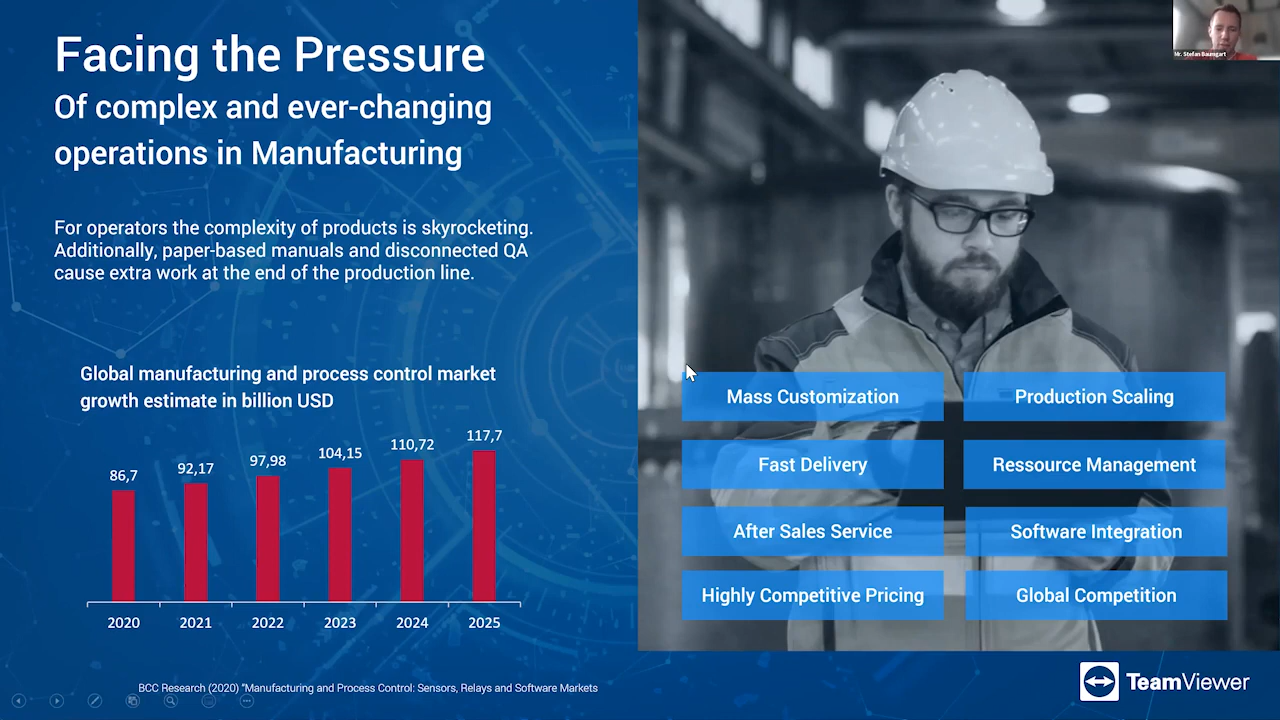 Facing the Pressure
Of complex and ever-changing
operations in Manufacturing
For operators the complexity of products is skyrocketing.
Additionally, paper-based manuals and disconnected QA
cause extra work at the end of the production line.
Global manufacturing and process control market
growth estimate in billion USD
86,7
92,17
97,98
104,15
110,72
117,7
2020
2021
2022
2023
2024
2025
BCC Research (2020) "Manufacturing and Process Control: Sensors, Relays and Software Markets
Mr. Stefan Baumgart
Mass Customization
Production Scaling
Fast Delivery
Ressource Management
After Sales Service
Software Integration
Highly Competitive Pricing
Global Competition
TeamViewer